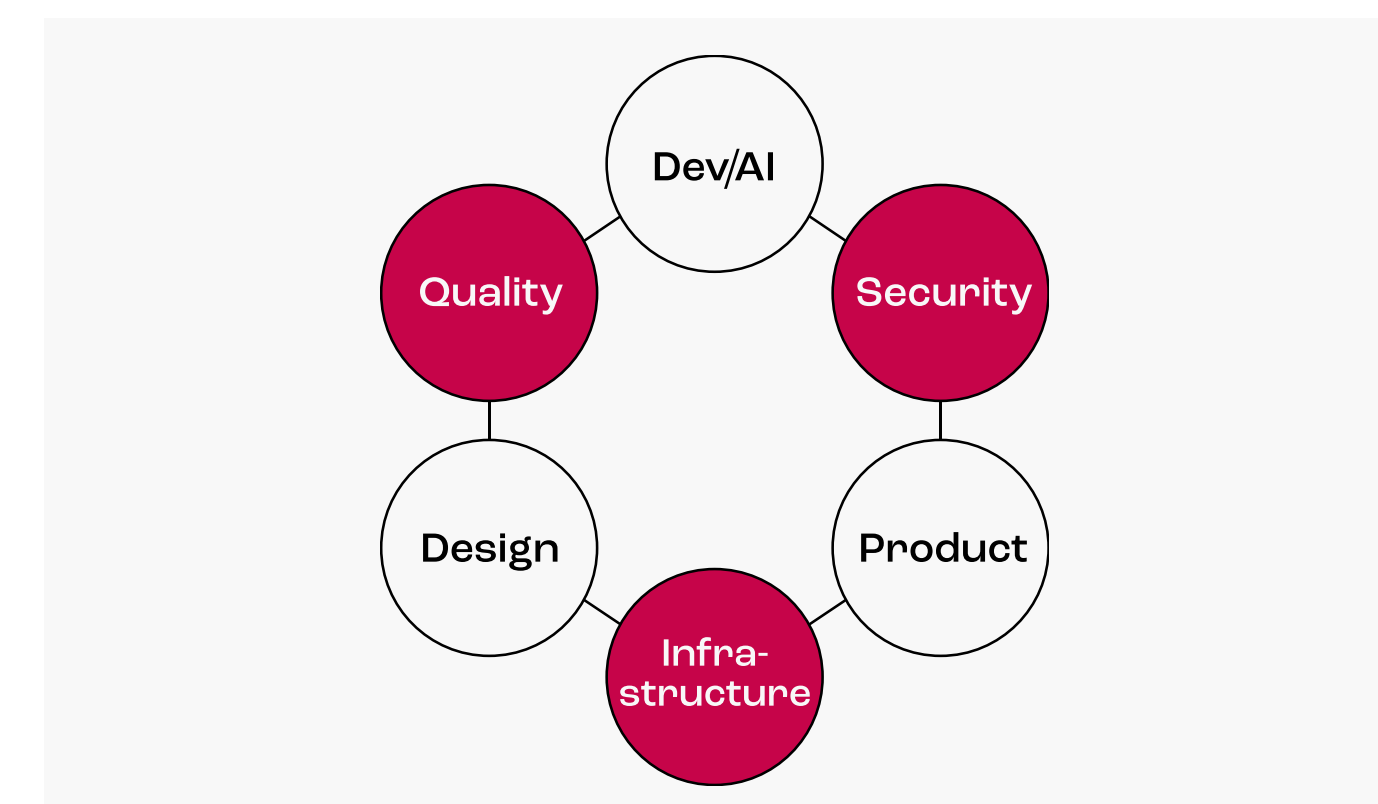 Dev/AI
Quality
Security
Design
Product
Infra-
structure